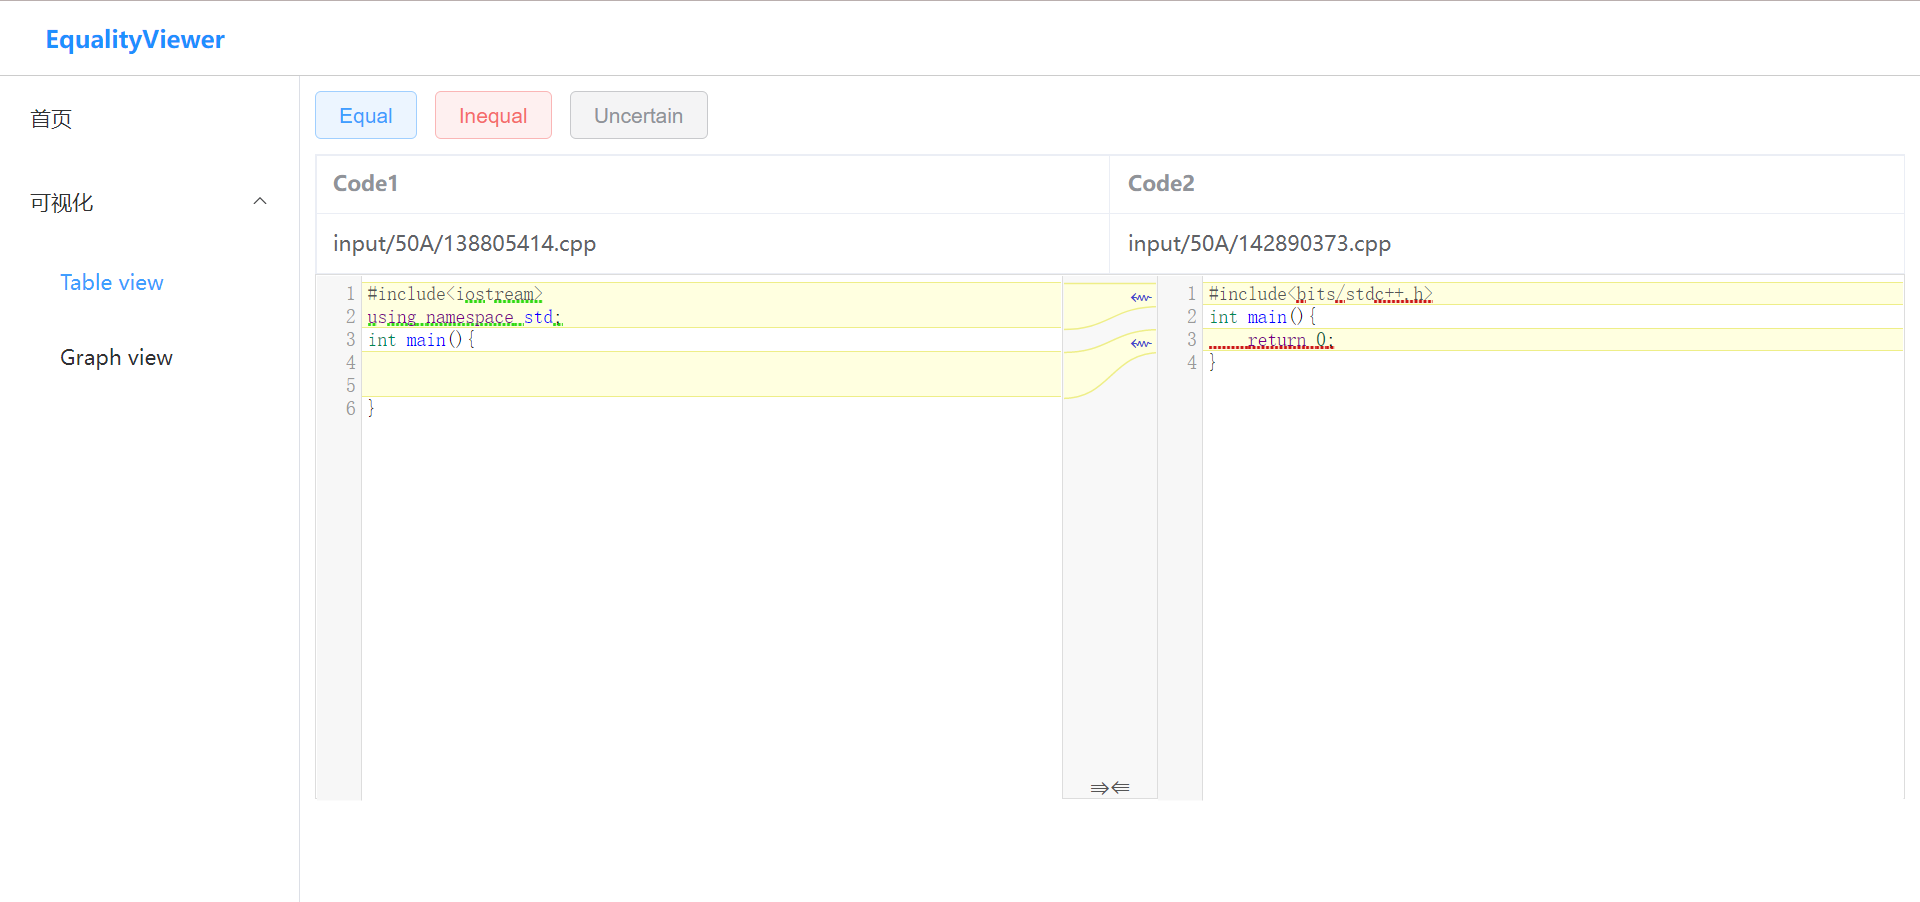 EqualityViewer
首页
可视化
Table view
Graph view
Equal
Inequal
Uncertain
Code1
Code2
input/50A/138805414.cpp
input/50A/142890373.cpp
1 #include<iostream>
2 using namespace std;
3 int main(){
4
5
6 }
1 #include<bits/stdc++.h>
2 int main(){
3     return 0;
4 }